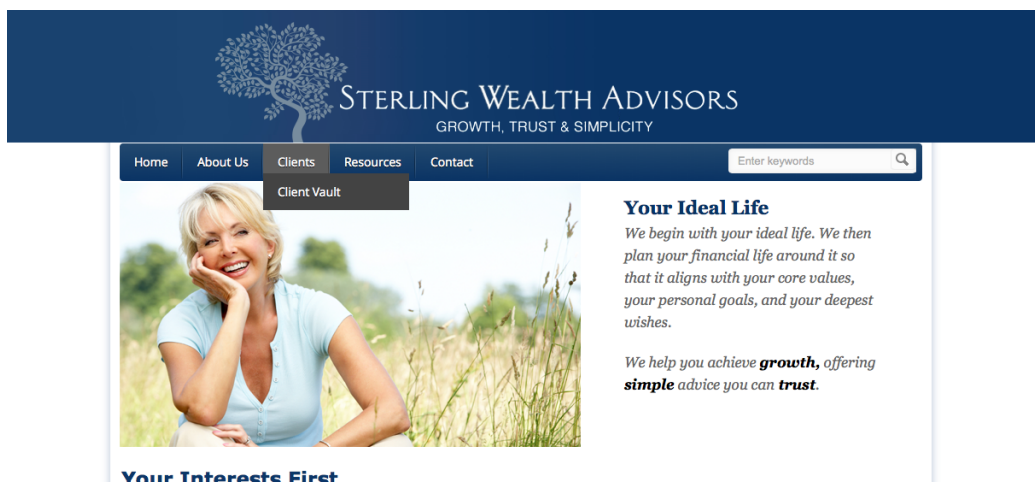 STERLING WEALTH ADVISORS
GROWTH, TRUST & SIMPLICITY
Home About Us Clients Resources Contact Enter keywords
Client Vault
Your Ideal Life
We begin with your ideal life. We then
plan your financial life around it so
that it aligns with your core values,
your personal goals, and your deepest
wishes.
We help you achieve growth, offering
simple advice you can trust.
Your Interests First